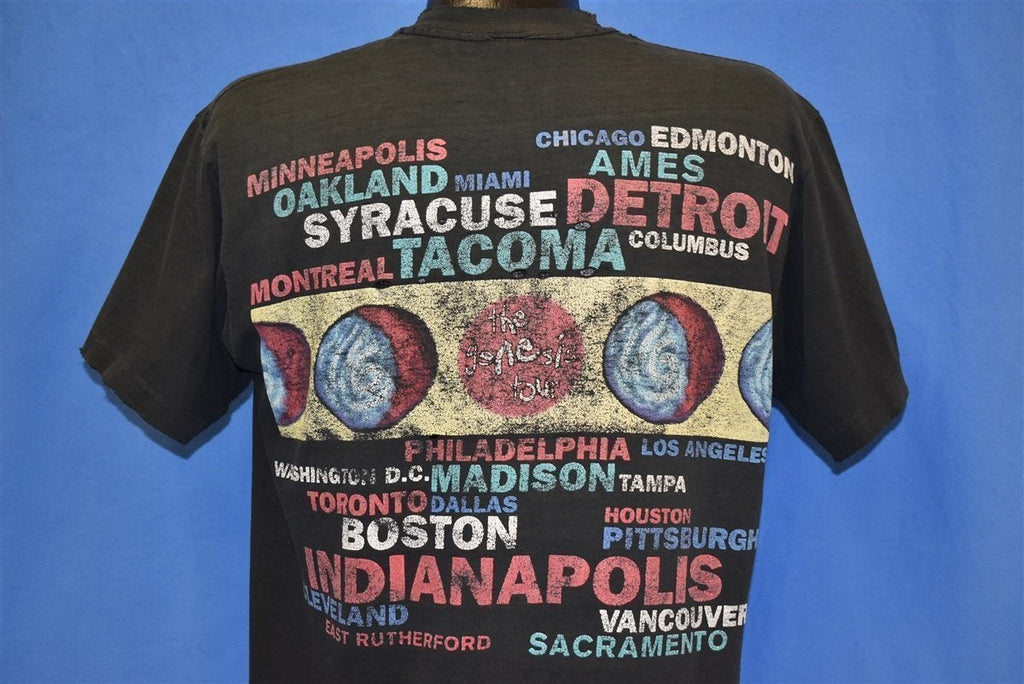 CHICAGO EDMONTON
MINNEAPOLIS AMES
OAKLAND MIAMI
SYRACUSE DETROIT
TACOMA COLUMBUS
MONTREAL
the
genesis
tour
PHILADELPHIA LOS ANGELES
WASHINGTON D.C. MADISON TAMPA
TORONTO DALLAS HOUSTON
BOSTON PITTSBURGH
INDIANAPOLIS
CLEVELAND VANCOUVER
EAST RUTHERFORD SACRAMENTO